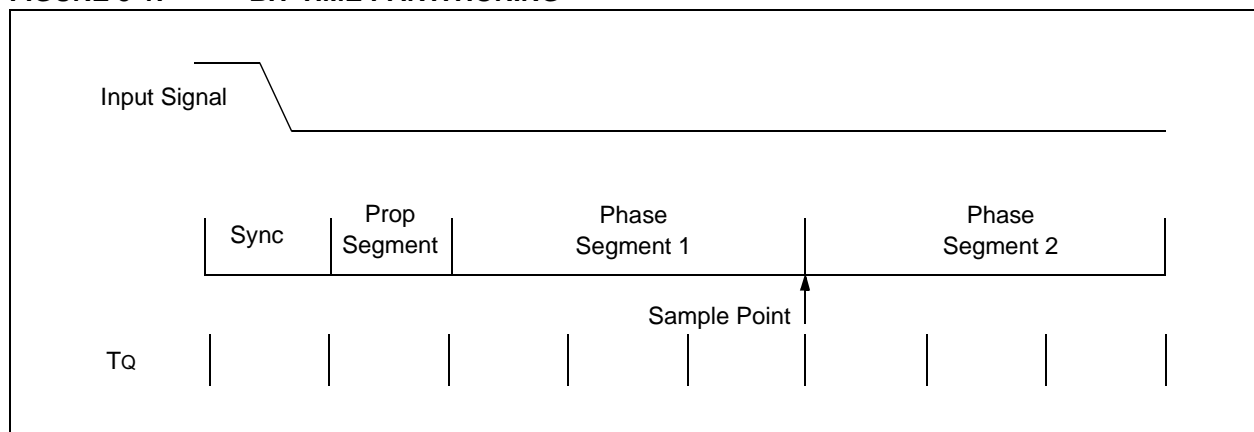 Input Signal
Sync
Prop
Segment
Phase
Segment 1
Phase
Segment 2
Sample Point
TQ